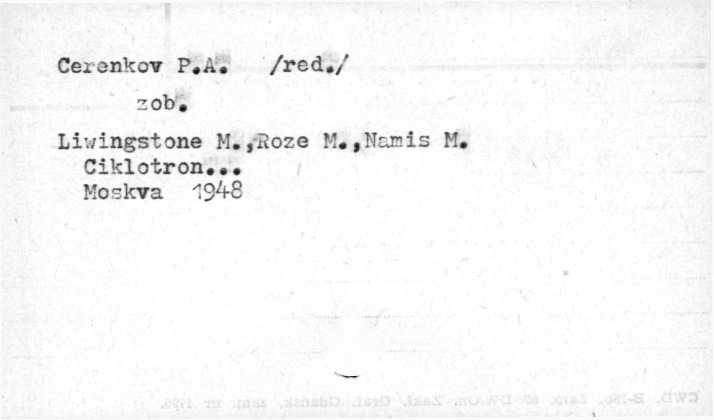 Cerenkov P.A. /red./
zob.
Liwingstone M.,Roze M.,Namis M.
Ciklotron...
Moskva 1948